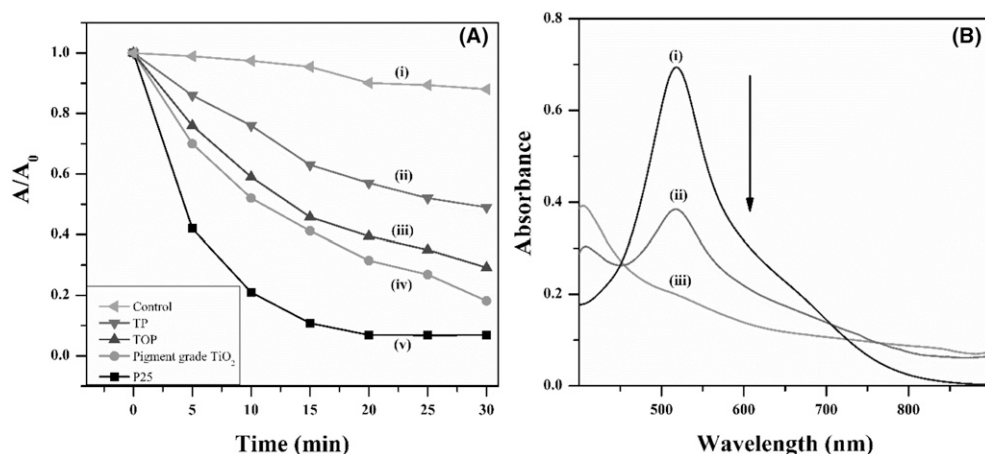 (A)
1.0
0.8
0.6
0.4
0.2
0.0
A/A0
(i)
(ii)
(iii)
(iv)
(v)
Control
TP
TOP
Pigment grade TiO2
P25
0 5 10 15 20 25 30
Time (min)
(B)
0.8
0.6
0.4
0.2
0.0
Absorbance
(i)
(ii)
(iii)
500 600 700 800
Wavelength (nm)